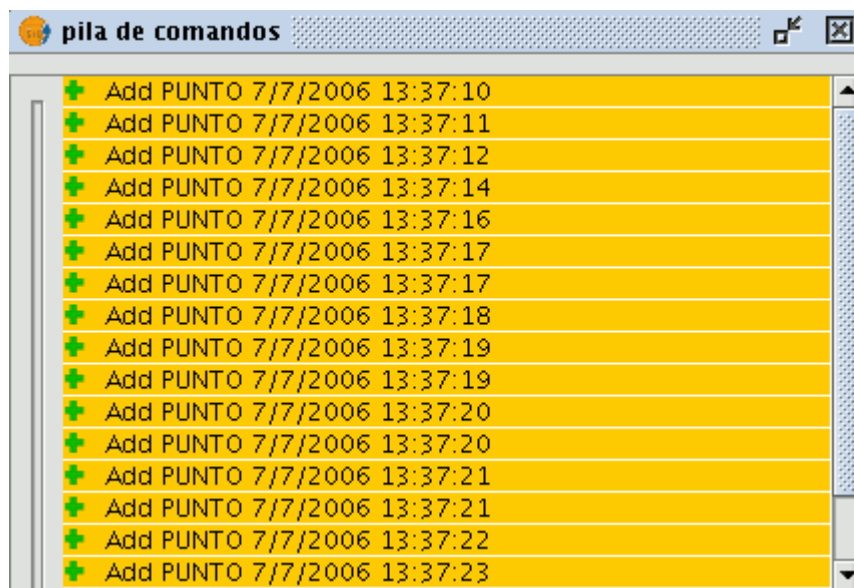 pila de comandos
Add PUNTO 7/7/2006 13:37:10
Add PUNTO 7/7/2006 13:37:11
Add PUNTO 7/7/2006 13:37:12
Add PUNTO 7/7/2006 13:37:14
Add PUNTO 7/7/2006 13:37:16
Add PUNTO 7/7/2006 13:37:17
Add PUNTO 7/7/2006 13:37:17
Add PUNTO 7/7/2006 13:37:18
Add PUNTO 7/7/2006 13:37:19
Add PUNTO 7/7/2006 13:37:19
Add PUNTO 7/7/2006 13:37:20
Add PUNTO 7/7/2006 13:37:20
Add PUNTO 7/7/2006 13:37:21
Add PUNTO 7/7/2006 13:37:21
Add PUNTO 7/7/2006 13:37:22
Add PUNTO 7/7/2006 13:37:23